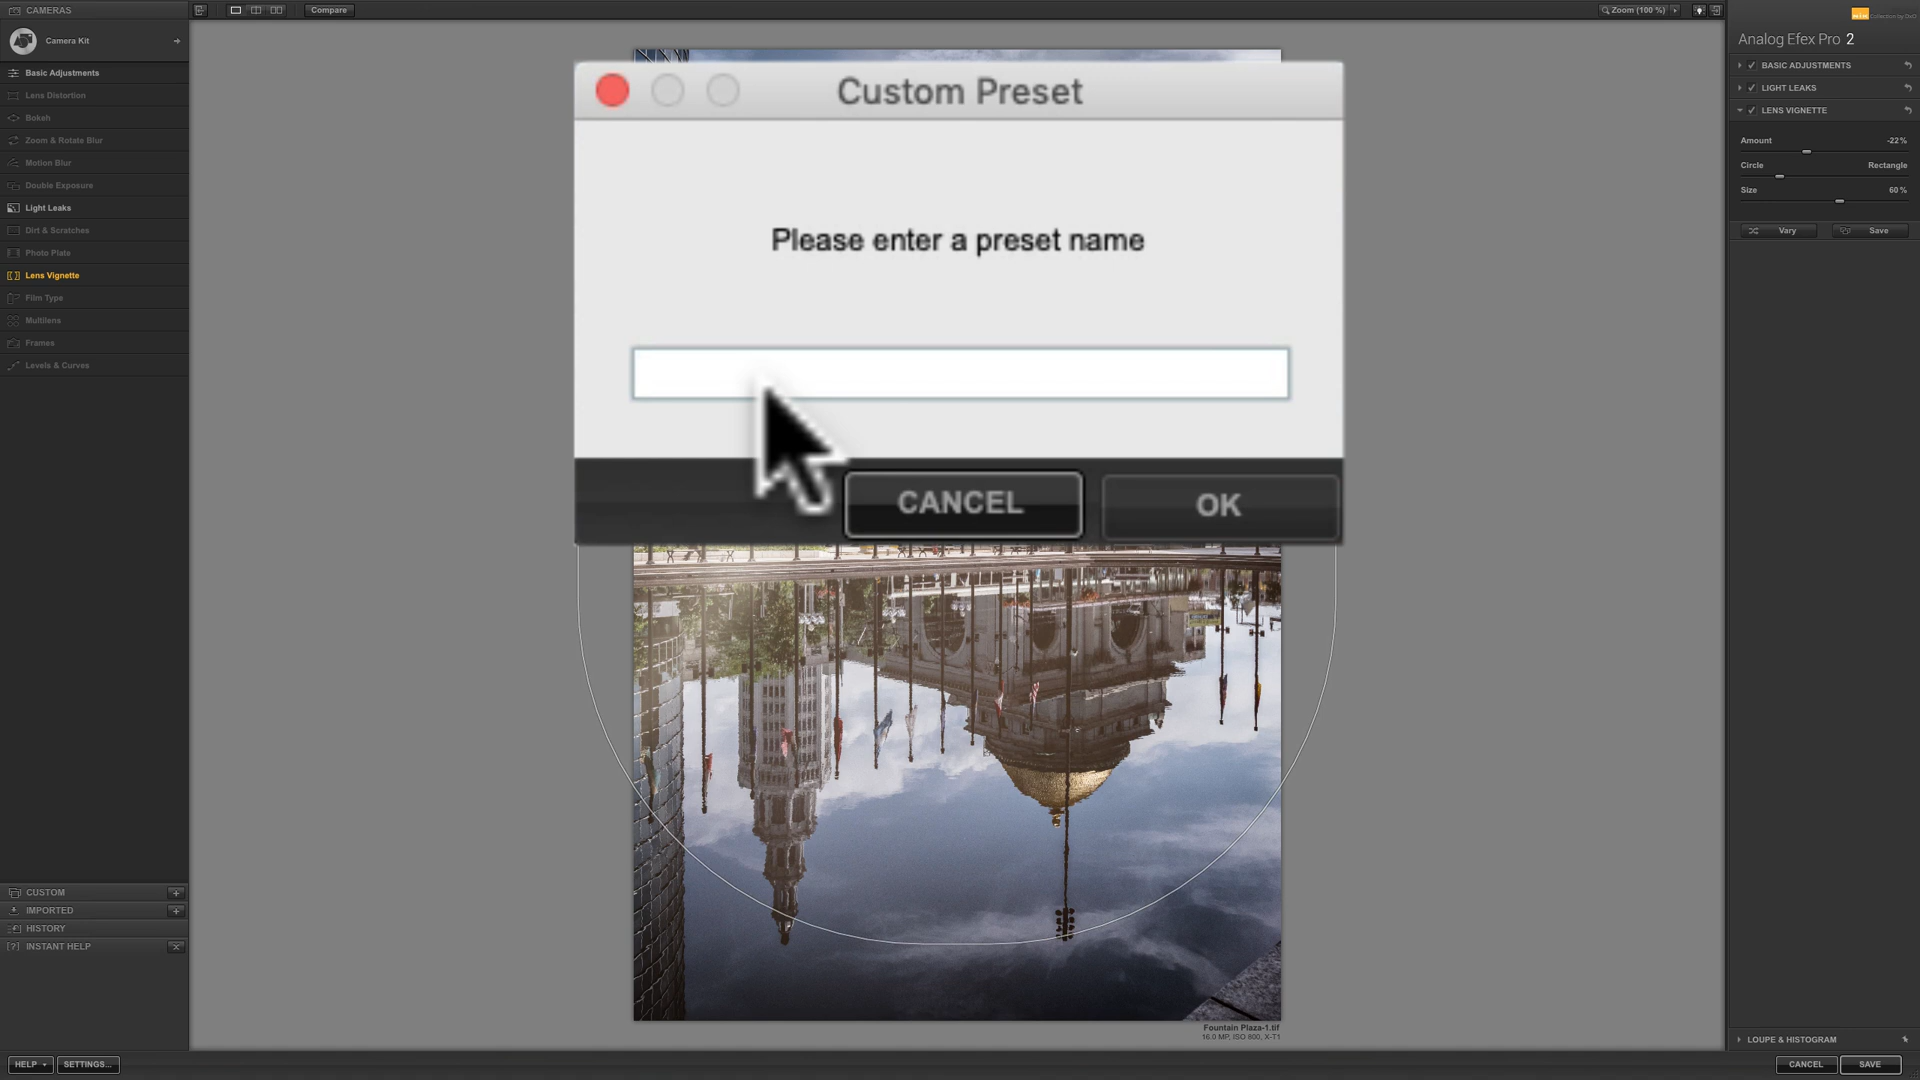 CAMERAS
Compare
Zoom (100 %)
Camera Kit
Basic Adjustments
Lens Distortion
Bokeh
Zoom & Rotate Blur
Motion Blur
Double Exposure
Light Leaks
Dirt & Scratches
Photo Plate
Lens Vignette
Film Type
Multilens
Frames
Levels & Curves
CUSTOM
IMPORTED
HISTORY
INSTANT HELP
HELP
SETTINGS...
Custom Preset
Please enter a preset name
CANCEL
OK
Fountain Plaza-1.tif
16.0 MP, ISO 800, X-T1
nik Collection by DxO
Analog Efex Pro 2
BASIC ADJUSTMENTS
LIGHT LEAKS
LENS VIGNETTE
Amount -22%
Circle Rectangle
Size 60%
Vary Save
LOUPE & HISTOGRAM
CANCEL SAVE